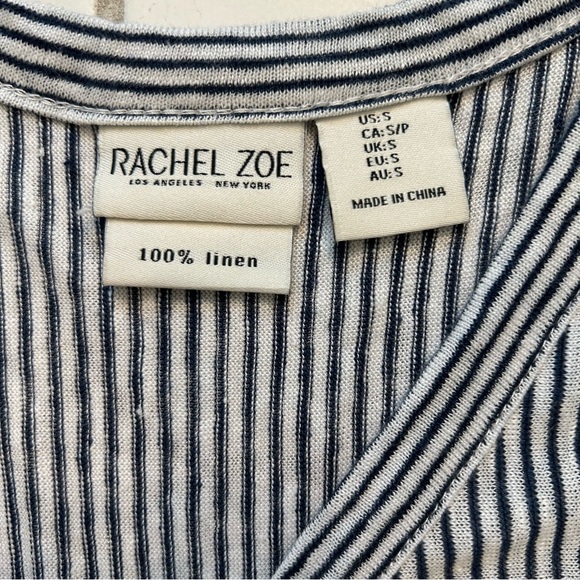 RACHEL ZOE
LOS ANGELES NEW YORK
100% linen
US: S
CA: S/P
UK: S
EU: S
AU: S
MADE IN CHINA